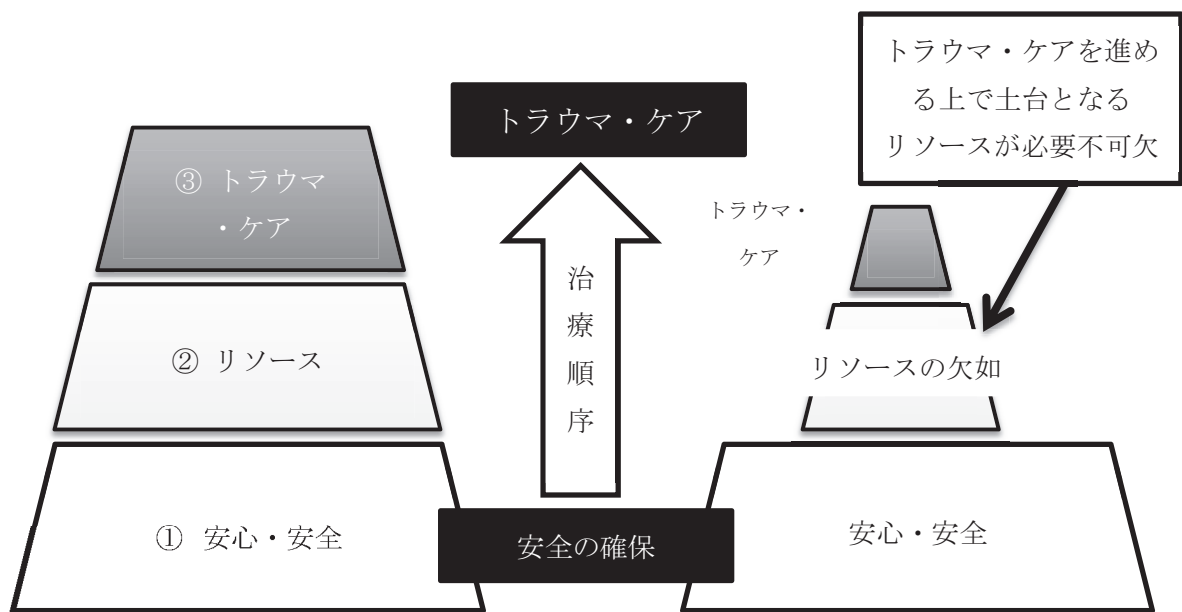 ③ トラウマ
・ケア
② リソース
① 安心・安全
トラウマ・ケア
治
療
順
序
安全の確保
トラウマ・ケアを進め
る上で土台となる
リソースが必要不可欠
トラウマ・
ケア
リソースの欠如
安心・安全